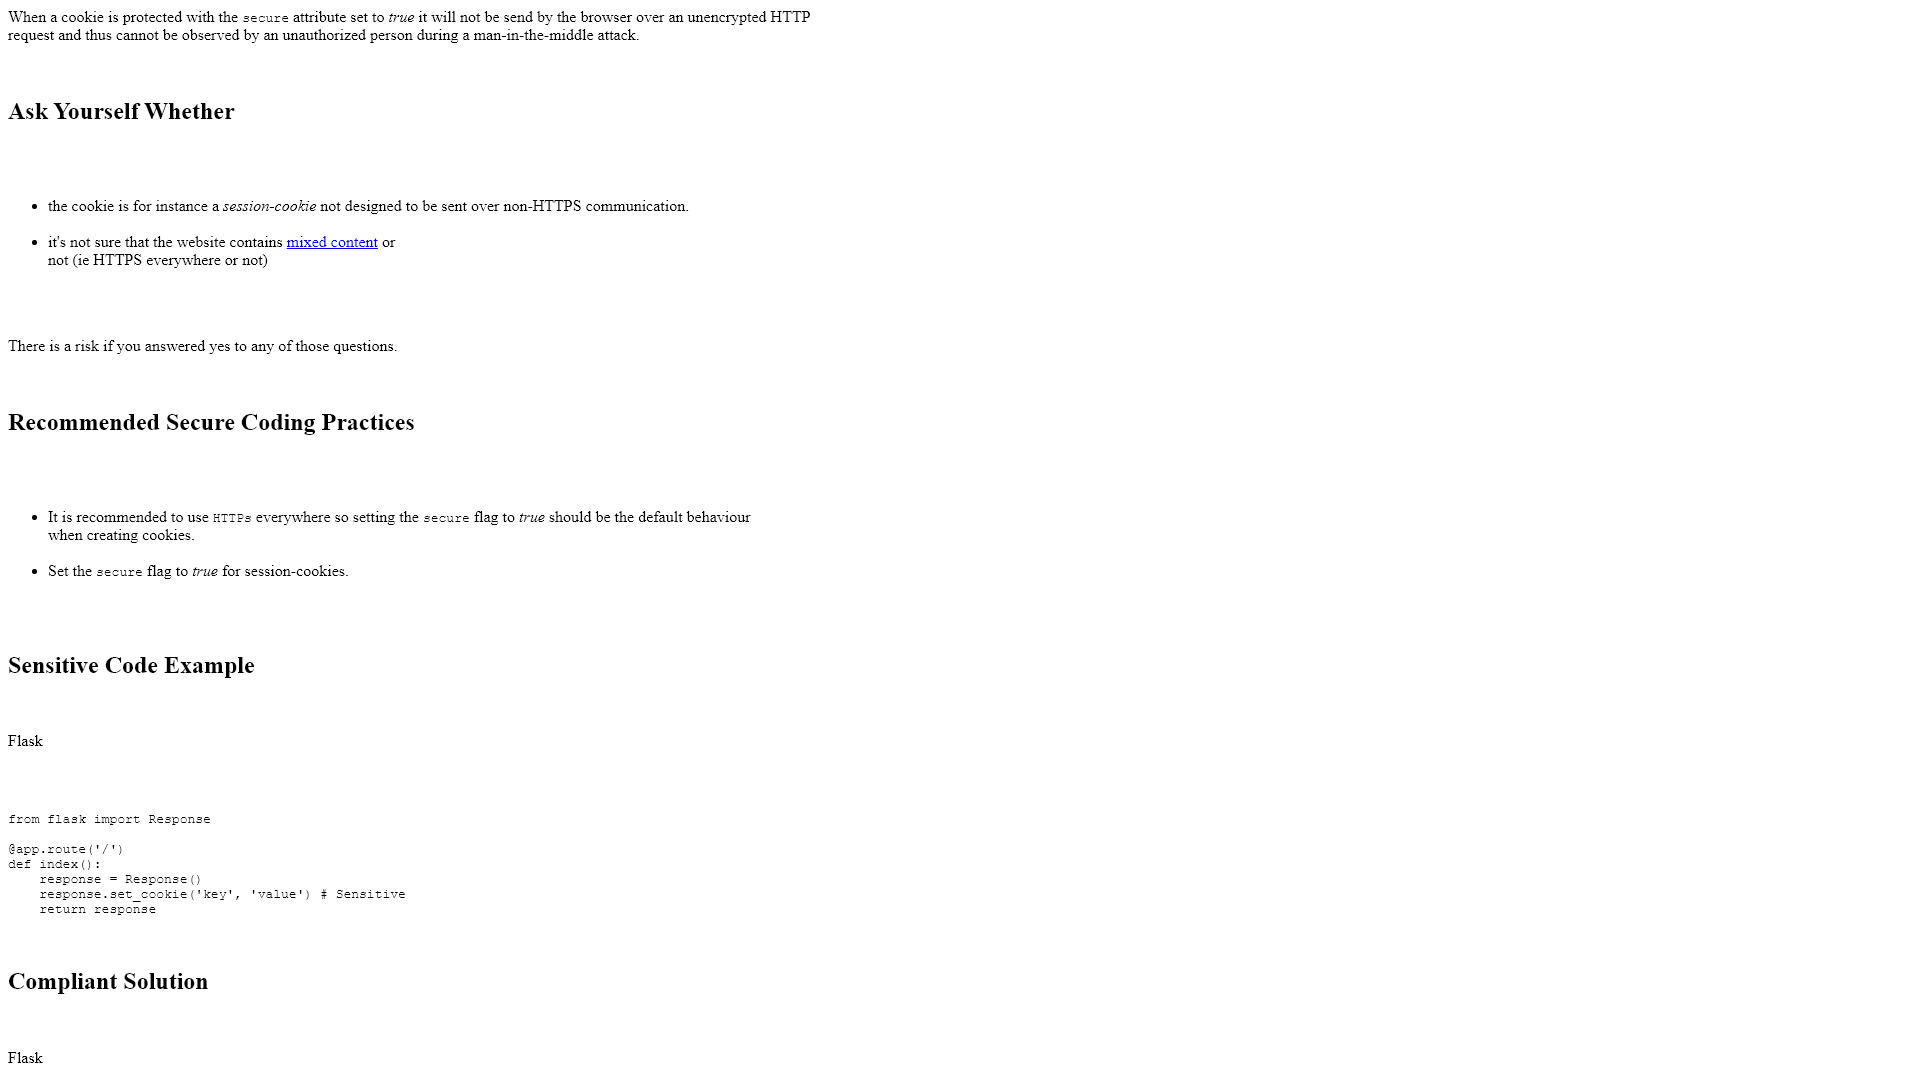 When a cookie is protected with the secure attribute set to true it will not be send by the browser over an unencrypted HTTP
request and thus cannot be observed by an unauthorized person during a man-in-the-middle attack.
Ask Yourself Whether
• the cookie is for instance a session-cookie not designed to be sent over non-HTTPS communication.
• it's not sure that the website contains mixed content or
not (ie HTTPS everywhere or not)
There is a risk if you answered yes to any of those questions.
Recommended Secure Coding Practices
• It is recommended to use HTTPs everywhere so setting the secure flag to true should be the default behaviour
when creating cookies.
• Set the secure flag to true for session-cookies.
Sensitive Code Example
Flask
from flask import Response
@app.route('/')
def index():
    response = Response()
    response.set_cookie('key', 'value') # Sensitive
    return response
Compliant Solution
Flask